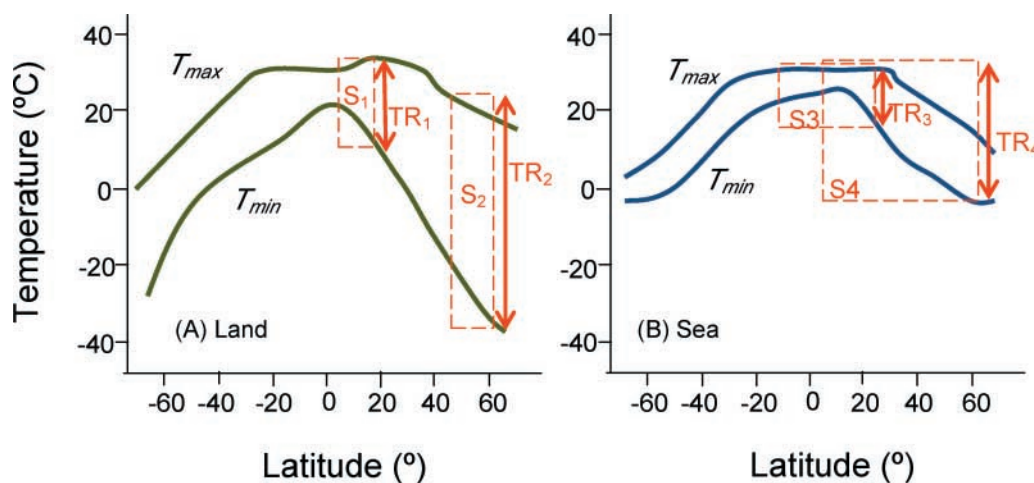 Temperature (ºC)
40
20
0
-20
-40
T_max
T_min
S1
TR1
S2
TR2
(A) Land
-60 -40 -20 0 20 40 60
Latitude (º)
40
20
0
-20
-40
Tmax
Tmin
S3
TR3
S4
(B) Sea
-60 -40 -20 0 20 40 60
Latitude (º)